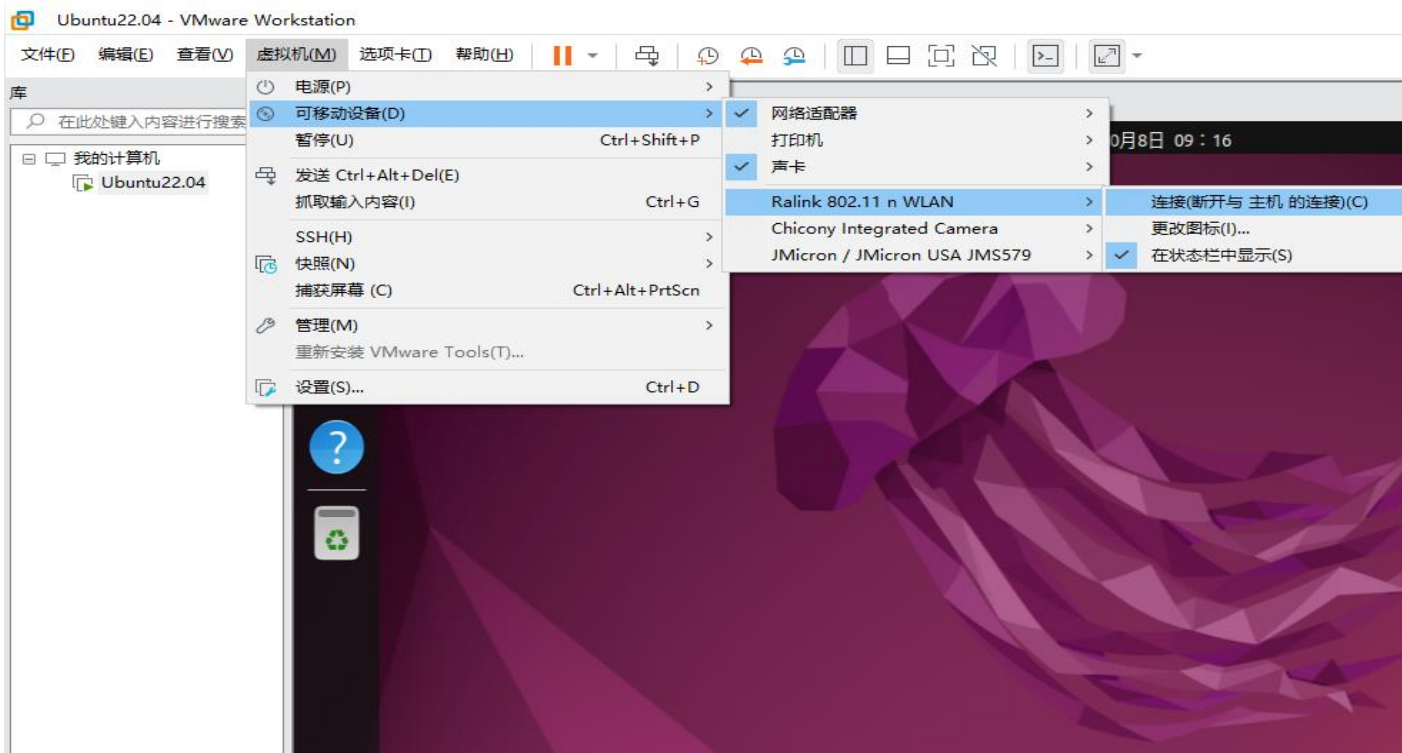 Ubuntu22.04 - VMware Workstation
文件(F) 编辑(E) 查看(V) 虚拟机(M) 选项卡(T) 帮助(H)
库
在此处键入内容进行搜索
我的计算机
Ubuntu22.04
电源(P)
可移动设备(D)
暂停(U) Ctrl+Shift+P
发送 Ctrl+Alt+Del(E)
抓取输入内容(I) Ctrl+G
SSH(H)
快照(N)
捕获屏幕 (C) Ctrl+Alt+PrtScn
管理(M)
重新安装 VMware Tools(T)...
设置(S)... Ctrl+D
网络适配器
打印机
声卡
Ralink 802.11 n WLAN
Chicony Integrated Camera
JMicron / JMicron USA JMS579
0月8日 09：16
连接(断开与 主机 的连接)(C)
更改图标(I)...
在状态栏中显示(S)